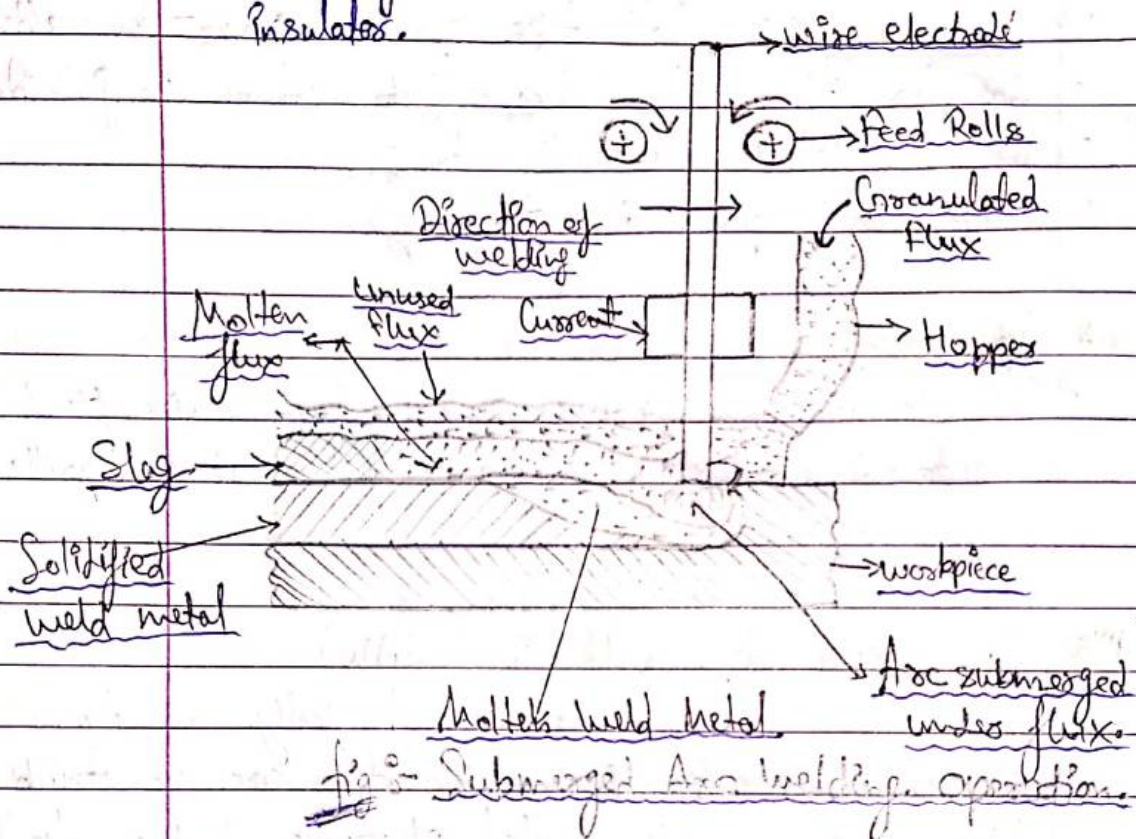 Insulator.
wire electrode
Feed Rolls
Granulated
flux
Direction of
welding
Unused
flux
Molten
flux
Current
Hopper
Slag
Solidified
weld metal
workpiece
Arc submerged
under flux.
Molten Weld Metal
fig:- Submerged Arc welding operation.